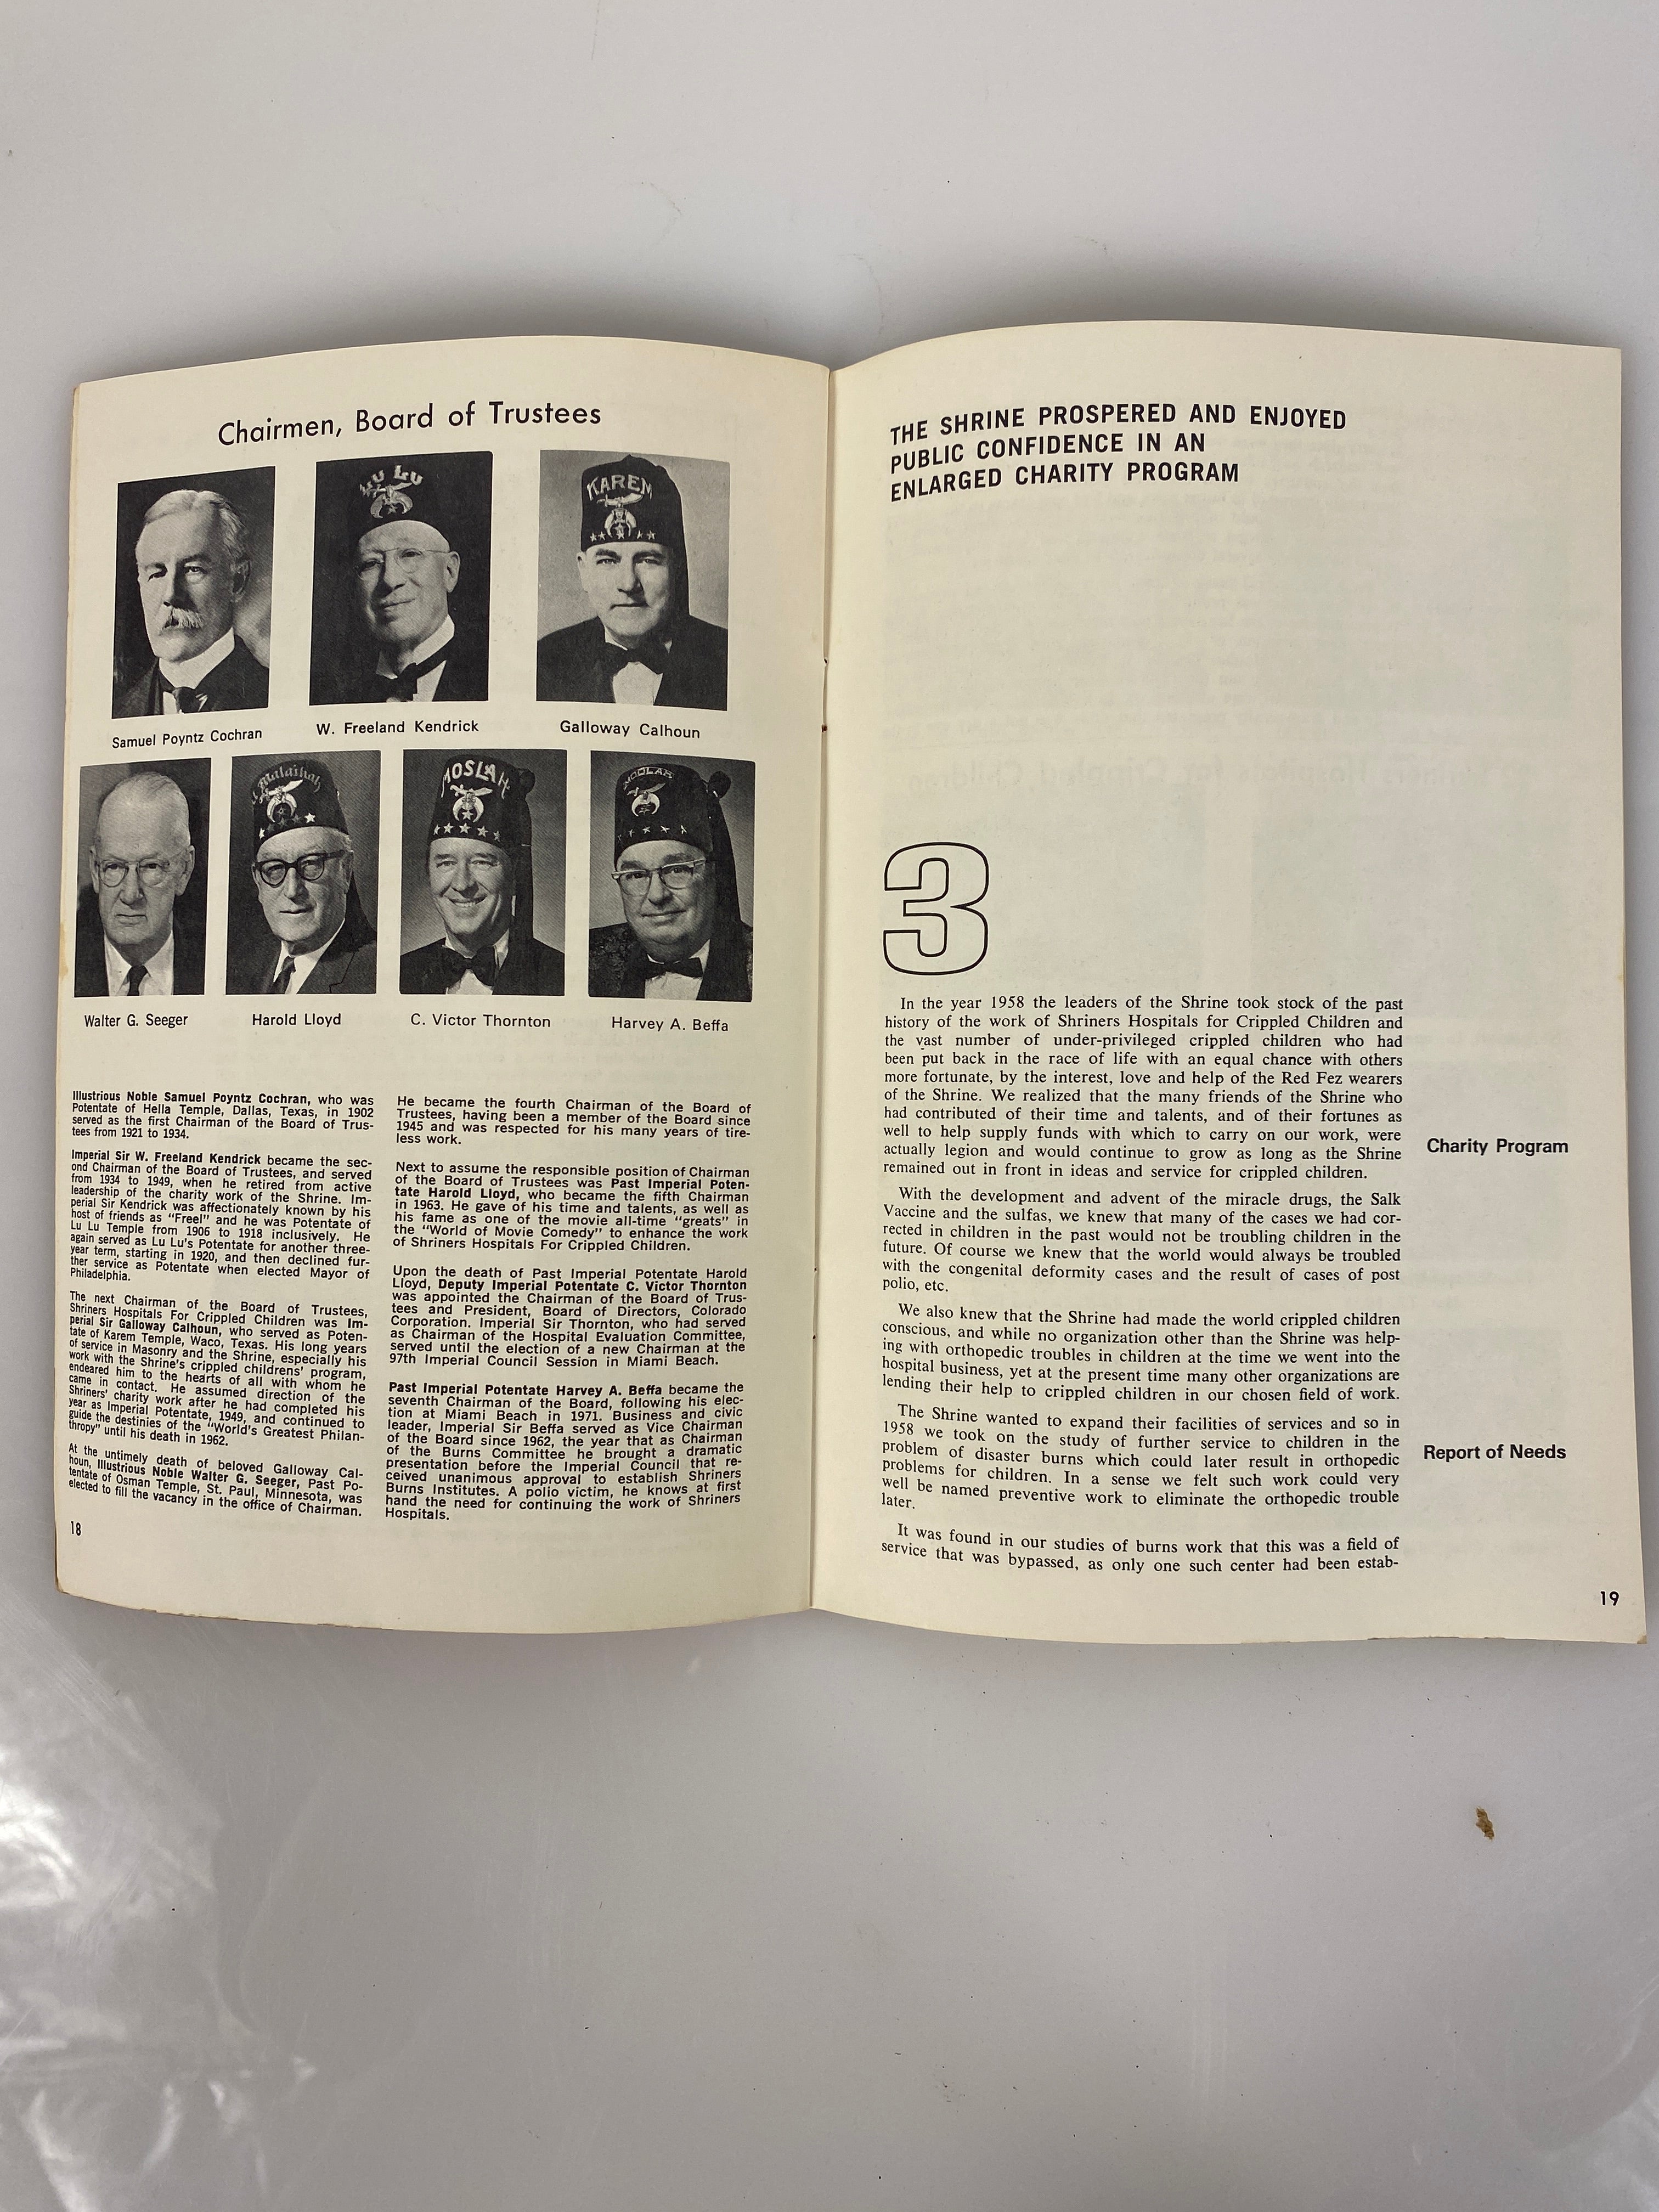 Chairmen, Board of Trustees
LU LU
KAREM
Samuel Poyntz Cochran
W. Freeland Kendrick
Galloway Calhoun
Malaikah
MOSLAH
MOOLAH
Walter G. Seeger
Harold Lloyd
C. Victor Thornton
Harvey A. Beffa
Illustrious Noble Samuel Poyntz Cochran, who was
Potentate of Hella Temple, Dallas, Texas, in 1902
served as the first Chairman of the Board of Trus-
tees from 1921 to 1934.
Imperial Sir W. Freeland Kendrick became the sec-
ond Chairman of the Board of Trustees, and served
from 1934 to 1949, when he retired from active
leadership of the charity work of the Shrine. Im-
perial Sir Kendrick was affectionately known by his
host of friends as "Freel" and he was Potentate of
Lu Lu Temple from 1906 to 1918 inclusively. He
again served as Lu Lu's Potentate for another three-
year term, starting in 1920, and then declined fur-
ther service as Potentate when elected Mayor of
Philadelphia.
The next Chairman of the Board of Trustees,
Shriners Hospitals For Crippled Children was Im-
perial Sir Galloway Calhoun, who served as Poten-
tate of Karem Temple, Waco, Texas. His long years
of service in Masonry and the Shrine, especially his
work with the Shrine's crippled childrens' program,
endeared him to the hearts of all with whom he
came in contact. He assumed direction of the
Shriners' charity work after he had completed his
year as Imperial Potentate, 1949, and continued to
guide the destinies of the "World's Greatest Philan-
thropy" until his death in 1962.
At the untimely death of beloved Galloway Cal-
houn, Illustrious Noble Walter G. Seeger, Past Po-
tentate of Osman Temple, St. Paul, Minnesota, was
elected to fill the vacancy in the office of Chairman.
18
He became the fourth Chairman of the Board of
Trustees, having been a member of the Board since
1945 and was respected for his many years of tire-
less work.
Next to assume the responsible position of Chairman
of the Board of Trustees was Past Imperial Poten-
tate Harold Lloyd, who became the fifth Chairman
in 1963. He gave of his time and talents, as well as
his fame as one of the movie all-time "greats" in
the "World of Movie Comedy" to enhance the work
of Shriners Hospitals For Crippled Children.
Upon the death of Past Imperial Potentate Harold
Lloyd, Deputy Imperial Potentate C. Victor Thornton
was appointed the Chairman of the Board of Trus-
tees and President, Board of Directors, Colorado
Corporation. Imperial Sir Thornton, who had served
as Chairman of the Hospital Evaluation Committee,
served until the election of a new Chairman at the
97th Imperial Council Session in Miami Beach.
Past Imperial Potentate Harvey A. Beffa became the
seventh Chairman of the Board, following his elec-
tion at Miami Beach in 1971. Business and civic
leader, Imperial Sir Beffa served as Vice Chairman
of the Board since 1962, the year that as Chairman
of the Burns Committee he brought a dramatic
presentation before the Imperial Council that re-
ceived unanimous approval to establish Shriners
Burns Institutes. A polio victim, he knows at first
hand the need for continuing the work of Shriners
Hospitals.
THE SHRINE PROSPERED AND ENJOYED
PUBLIC CONFIDENCE IN AN
ENLARGED CHARITY PROGRAM
3
In the year 1958 the leaders of the Shrine took stock of the past
history of the work of Shriners Hospitals for Crippled Children and
the vast number of under-privileged crippled children who had
been put back in the race of life with an equal chance with others
more fortunate, by the interest, love and help of the Red Fez wearers
of the Shrine. We realized that the many friends of the Shrine who
had contributed of their time and talents, and of their fortunes as
well to help supply funds with which to carry on our work, were
actually legion and would continue to grow as long as the Shrine
remained out in front in ideas and service for crippled children.
Charity Program
With the development and advent of the miracle drugs, the Salk
Vaccine and the sulfas, we knew that many of the cases we had cor-
rected in children in the past would not be troubling children in the
future. Of course we knew that the world would always be troubled
with the congenital deformity cases and the result of cases of post
polio, etc.
We also knew that the Shrine had made the world crippled children
conscious, and while no organization other than the Shrine was help-
ing with orthopedic troubles in children at the time we went into the
hospital business, yet at the present time many other organizations are
lending their help to crippled children in our chosen field of work.
The Shrine wanted to expand their facilities of services and so in
1958 we took on the study of further service to children in the
problem of disaster burns which could later result in orthopedic
problems for children. In a sense we felt such work could very
well be named preventive work to eliminate the orthopedic trouble
later.
Report of Needs
It was found in our studies of burns work that this was a field of
service that was bypassed, as only one such center had been estab-
19